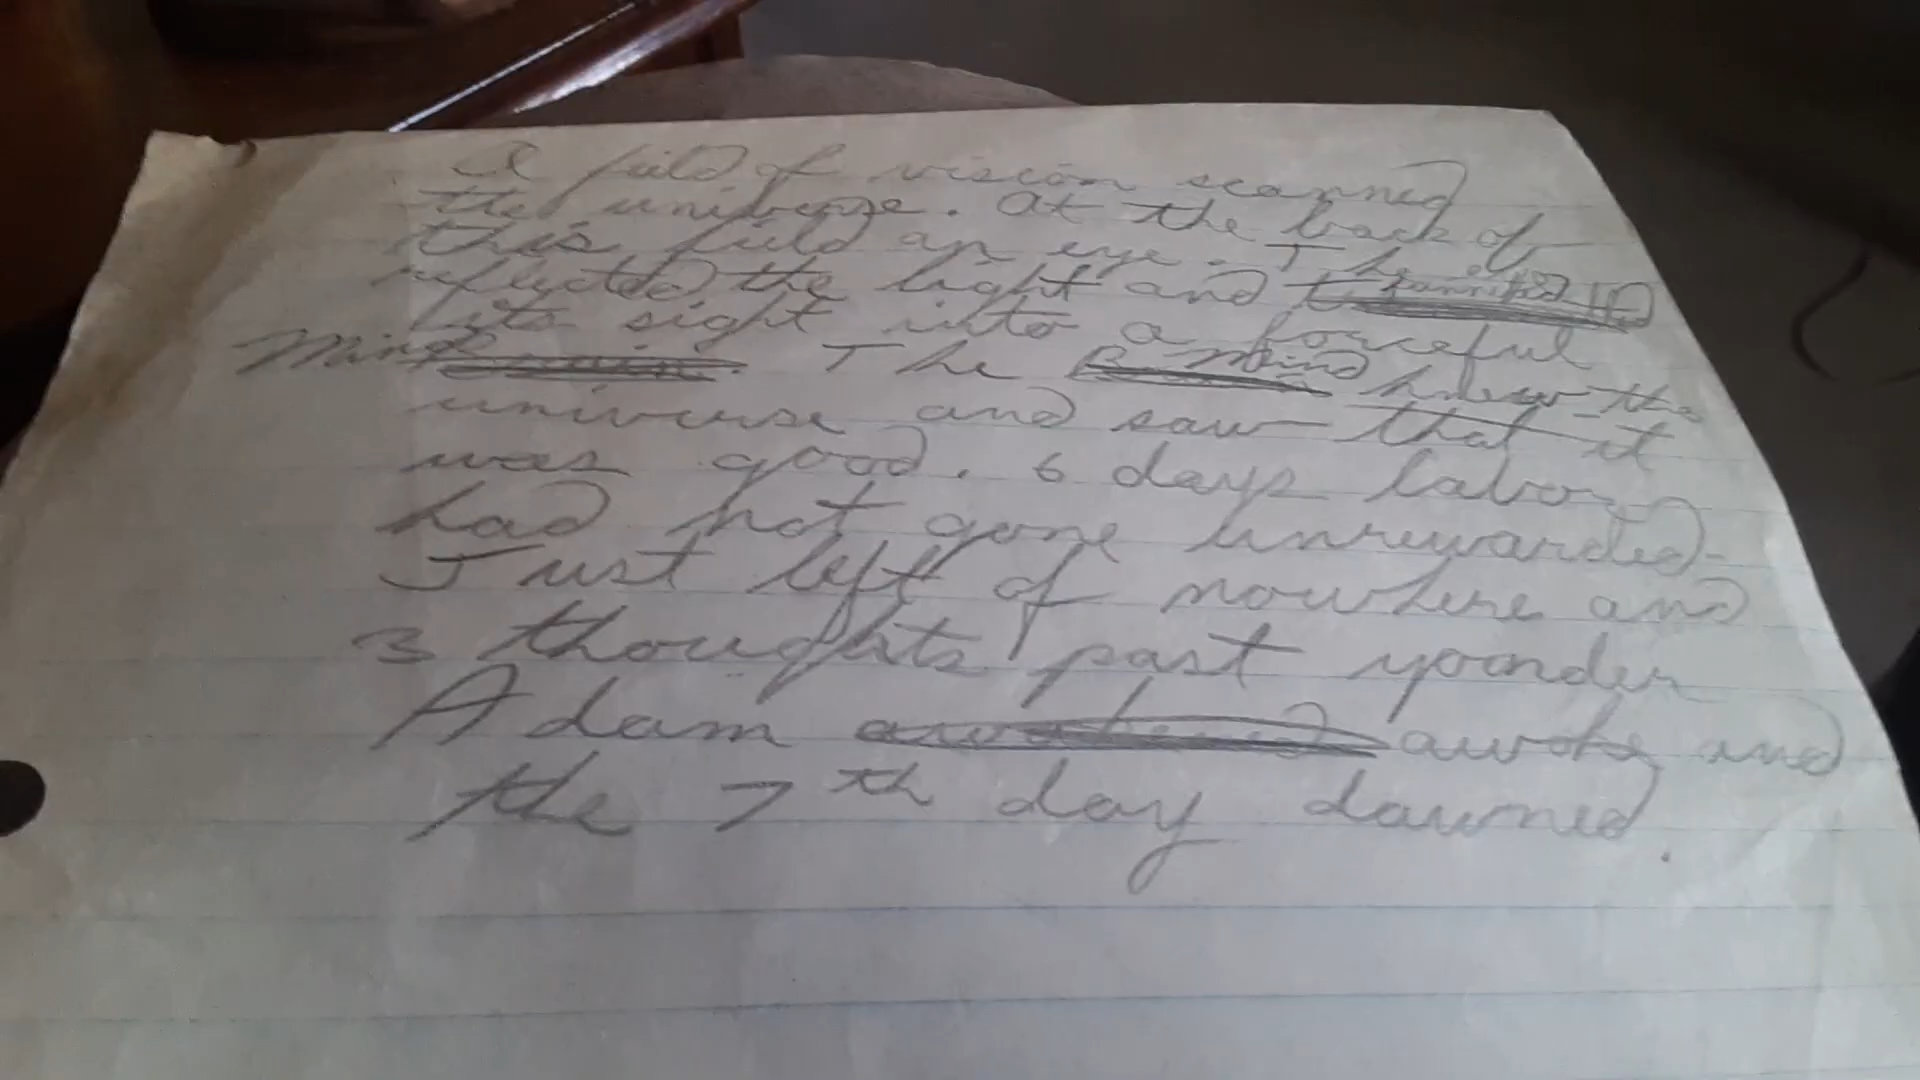 A field of vision scanned
the universe. At the back of
this field an eye. The
reflected the light and
its sight into a forceful
Mind. The Mind knew the
universe and saw that it
was good. 6 days labor
had not gone unrewarded.
Just left of nowhere and
3 thoughts past yonder
Adam awoke and
the 7th day dawned.